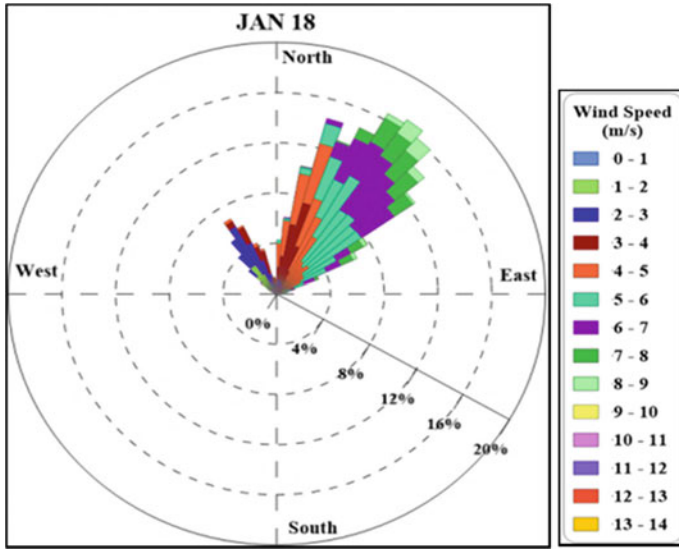 JAN 18
North
West
East
0%
4%
8%
12%
16%
20%
South
Wind Speed
(m/s)
0 - 1
1 - 2
2 - 3
3 - 4
4 - 5
5 - 6
6 - 7
7 - 8
8 - 9
9 - 10
10 - 11
11 - 12
12 - 13
13 - 14